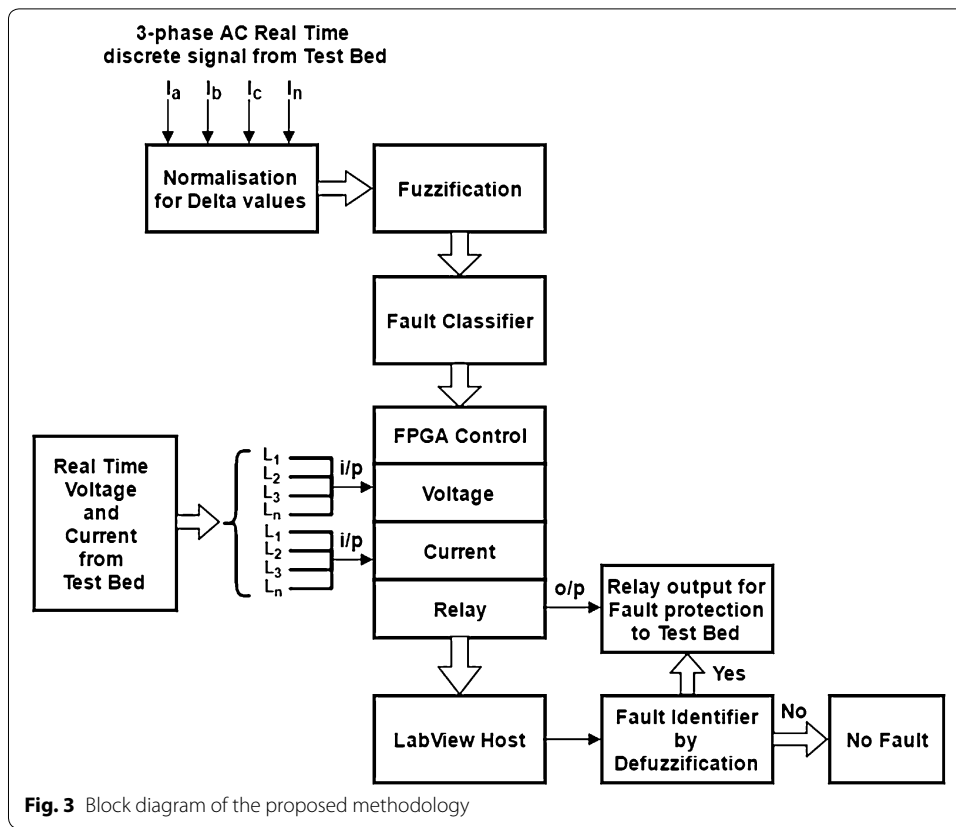 3-phase AC Real Time
discrete signal from Test Bed
Ia Ib Ic In
Normalisation
for Delta values
Fuzzification
Fault Classifier
FPGA Control
Voltage
Current
Relay
Real Time
Voltage
and
Current
from
Test Bed
L1
L2
L3
Ln
i/p
L1
L2
L3
Ln
i/p
o/p
Relay output for
Fault protection
to Test Bed
Yes
LabView Host
Fault Identifier
by
Defuzzification
No
No Fault
Fig. 3 Block diagram of the proposed methodology